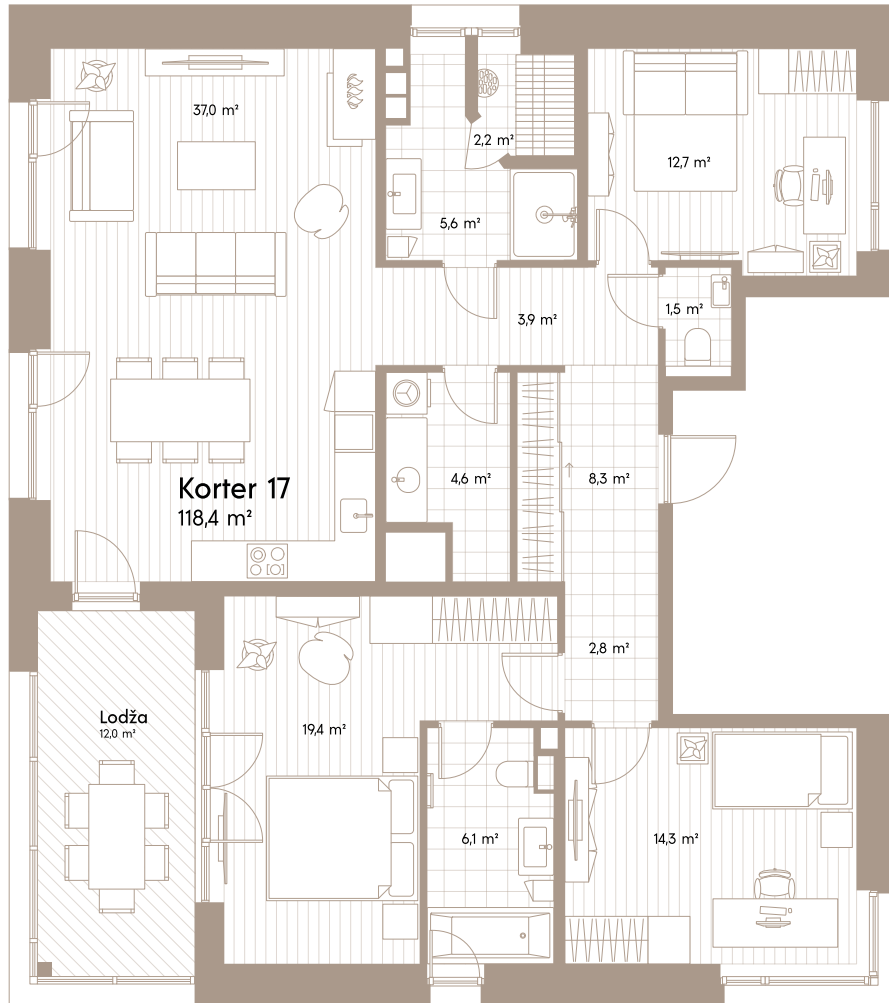 37,0 m²
2,2 m²
12,7 m²
5,6 m²
1,5 m²
3,9 m²
4,6 m²
8,3 m²
Korter 17
118,4 m²
2,8 m²
Lodža
12,0 m²
19,4 m²
6,1 m²
14,3 m²